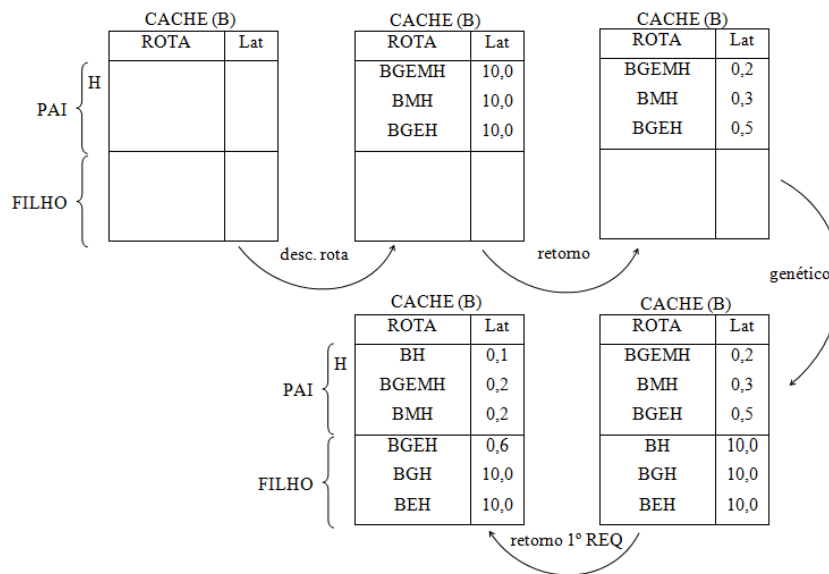 CACHE (B)
ROTA Lat
H
PAI
FILHO
desc. rota
CACHE (B)
ROTA Lat
BGEMH 10,0
BMH 10,0
BGEH 10,0
retorno
CACHE (B)
ROTA Lat
BGEMH 0,2
BMH 0,3
BGEH 0,5
genético
CACHE (B)
ROTA Lat
H
PAI
BH 0,1
BGEMH 0,2
BMH 0,2
FILHO
BGEH 0,6
BGH 10,0
BEH 10,0
CACHE (B)
ROTA Lat
BGEMH 0,2
BMH 0,3
BGEH 0,5
BH 10,0
BGH 10,0
BEH 10,0
retorno 1º REQ